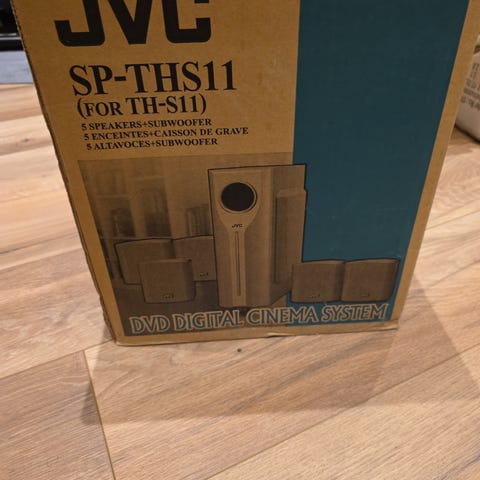 JVC
SP-THS11
(FOR TH-S11)
5 SPEAKERS+SUBWOOFER
5 ENCEINTES+CAISSON DE GRAVE
5 ALTAVOCES+SUBWOOFER
JVC
DVD DIGITAL CINEMA SYSTEM